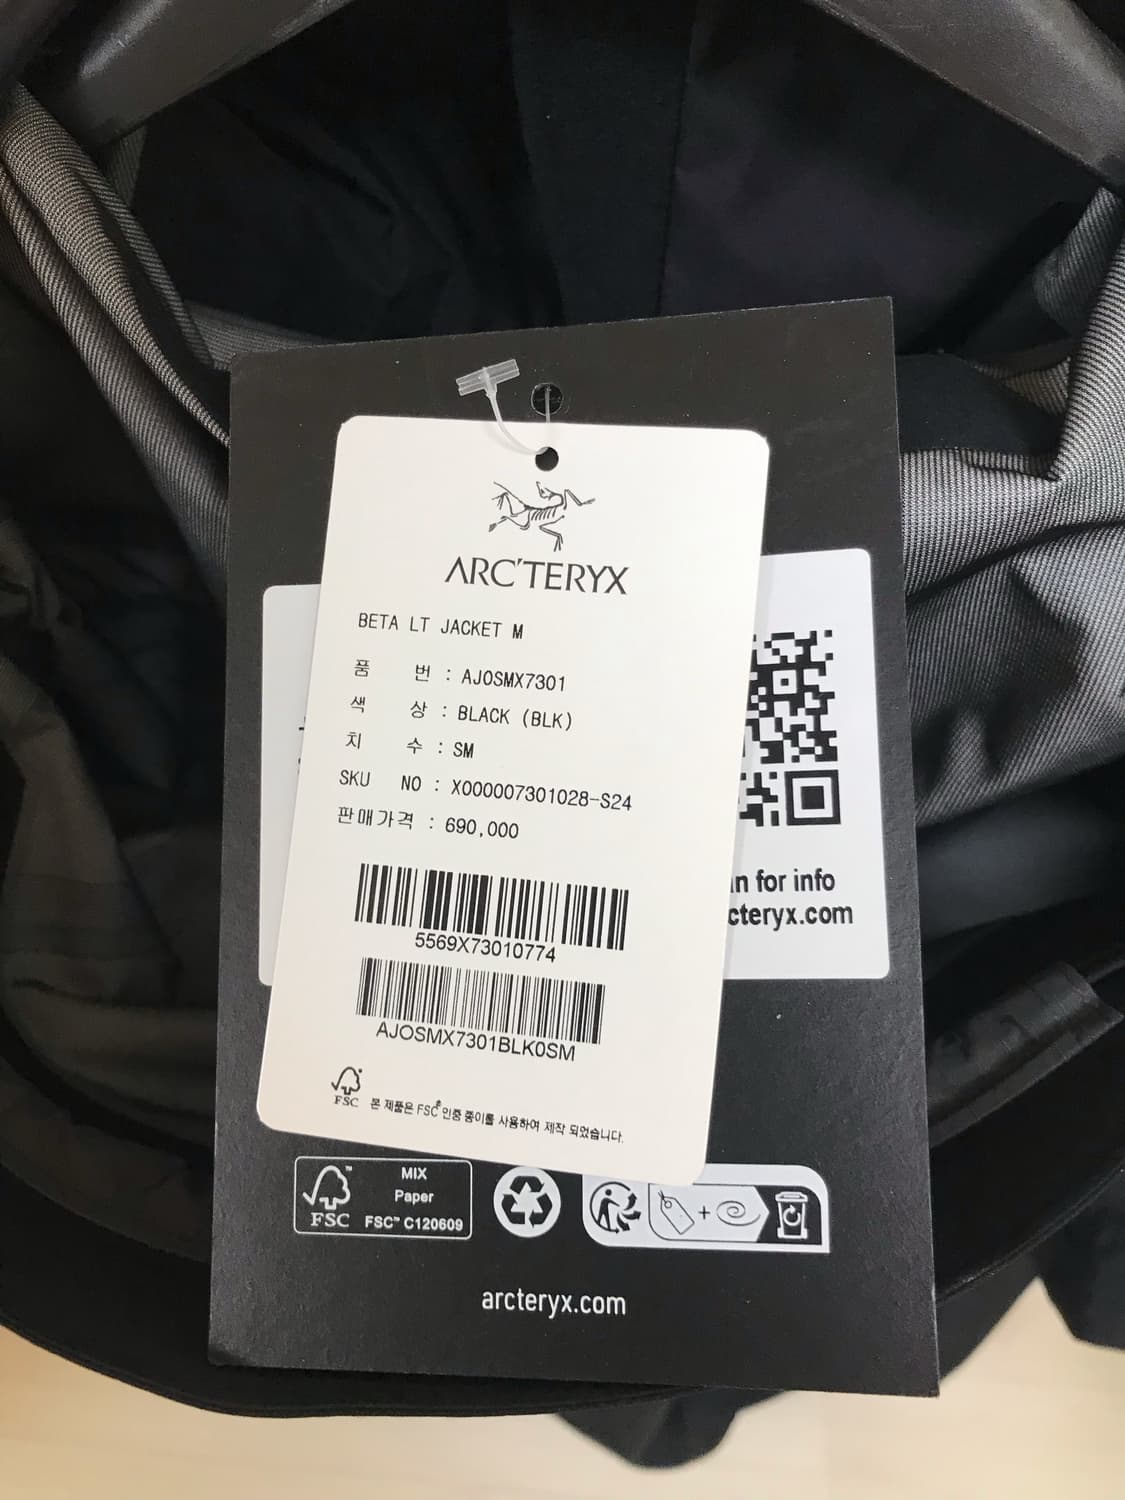 ARC'TERYX
BETA LT JACKET M
품 번 : AJOSMX7301
색 상 : BLACK (BLK)
치 수 : SM
SKU NO : X000007301028-S24
판매가격 : 690,000
5569X73010774
AJOSMX7301BLK0SM
FSC
본 제품은 FSC® 인증 종이를 사용하여 제작 되었습니다.
for info
cteryx.com
FSC™
MIX
Paper
FSC™ C120609
+
arcteryx.com